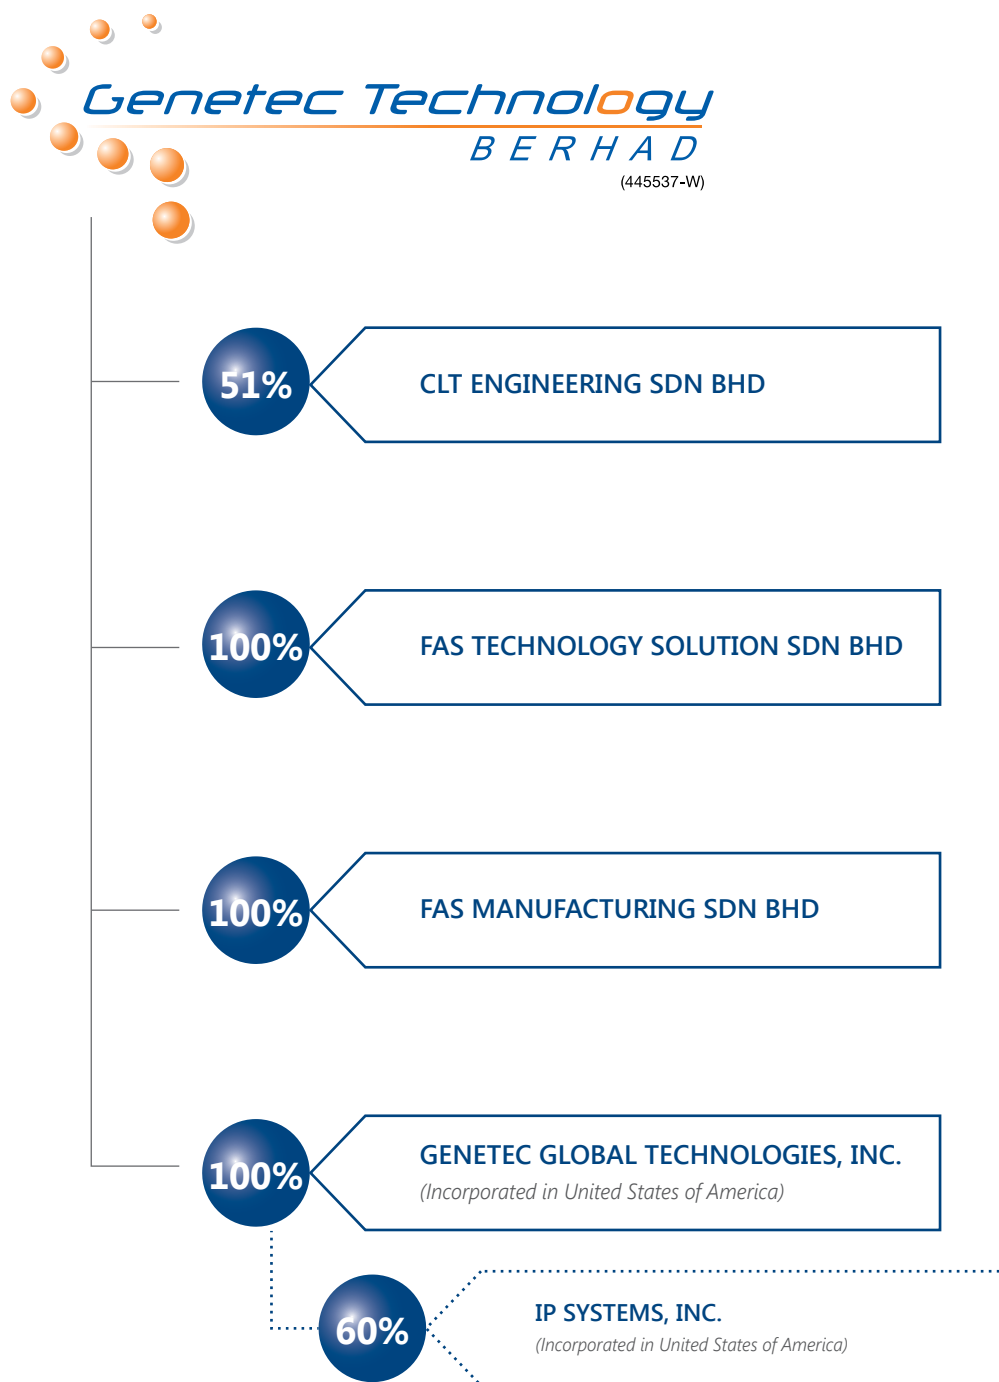 Genetec Technology
BERHAD
(445537-W)
51%
CLT ENGINEERING SDN BHD
100%
FAS TECHNOLOGY SOLUTION SDN BHD
100%
FAS MANUFACTURING SDN BHD
100%
GENETEC GLOBAL TECHNOLOGIES, INC.
(Incorporated in United States of America)
60%
IP SYSTEMS, INC.
(Incorporated in United States of America)